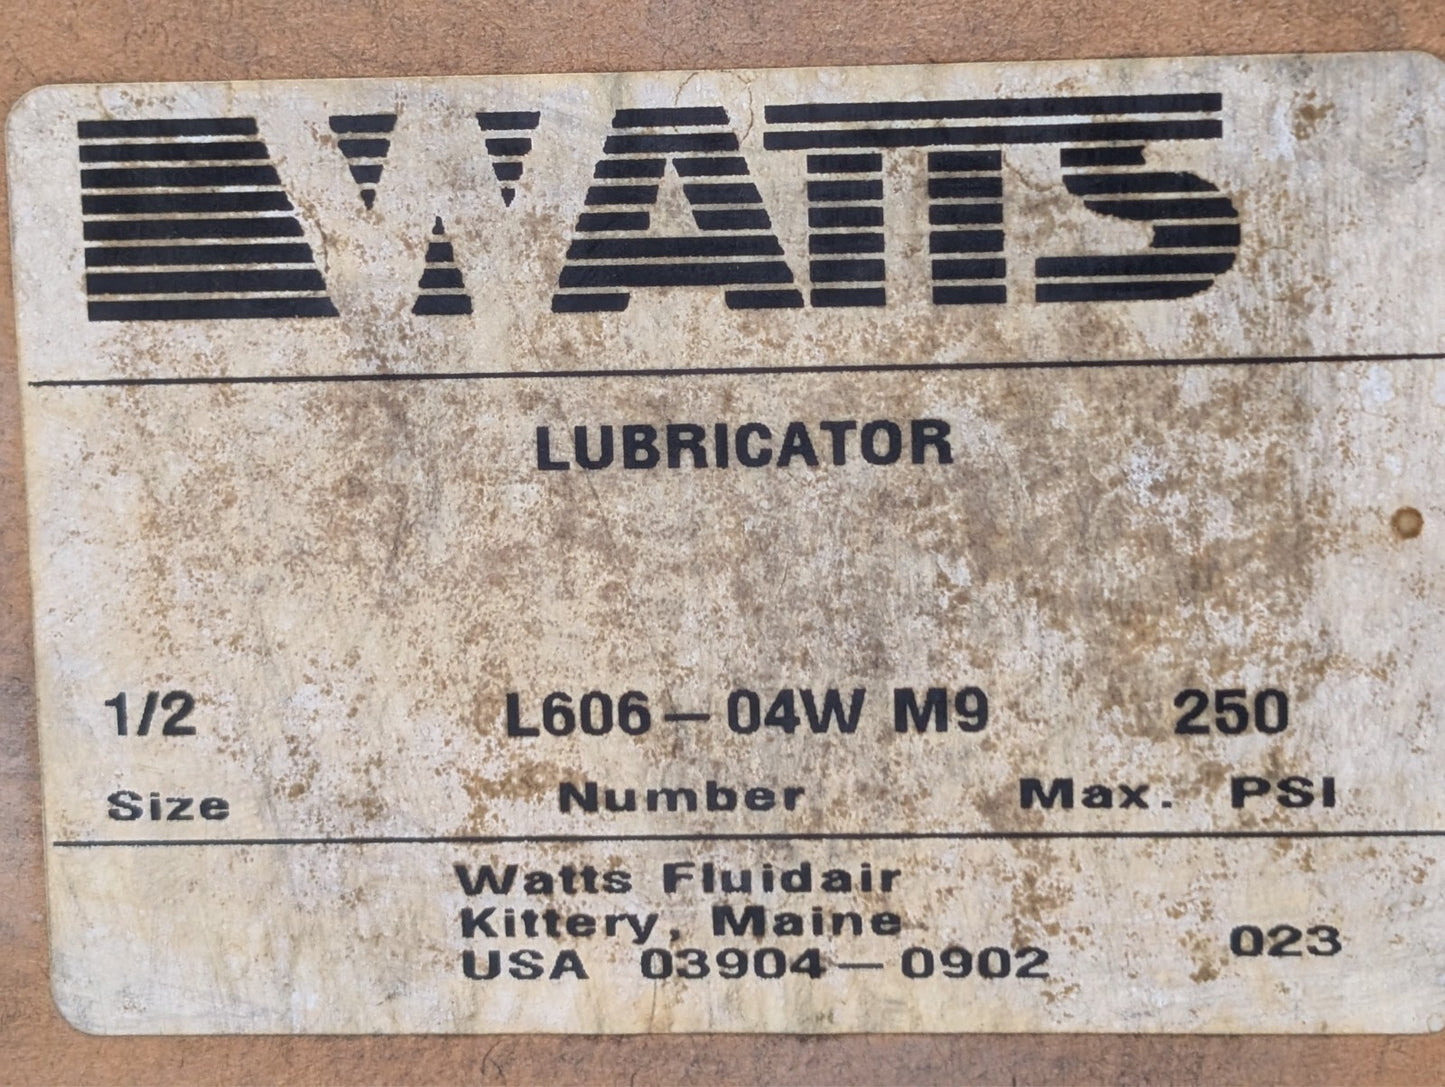 WATTS
LUBRICATOR
1/2 L606-04W M9 250
Size Number Max. PSI
Watts Fluidair
Kittery, Maine
USA 03904-0902 023